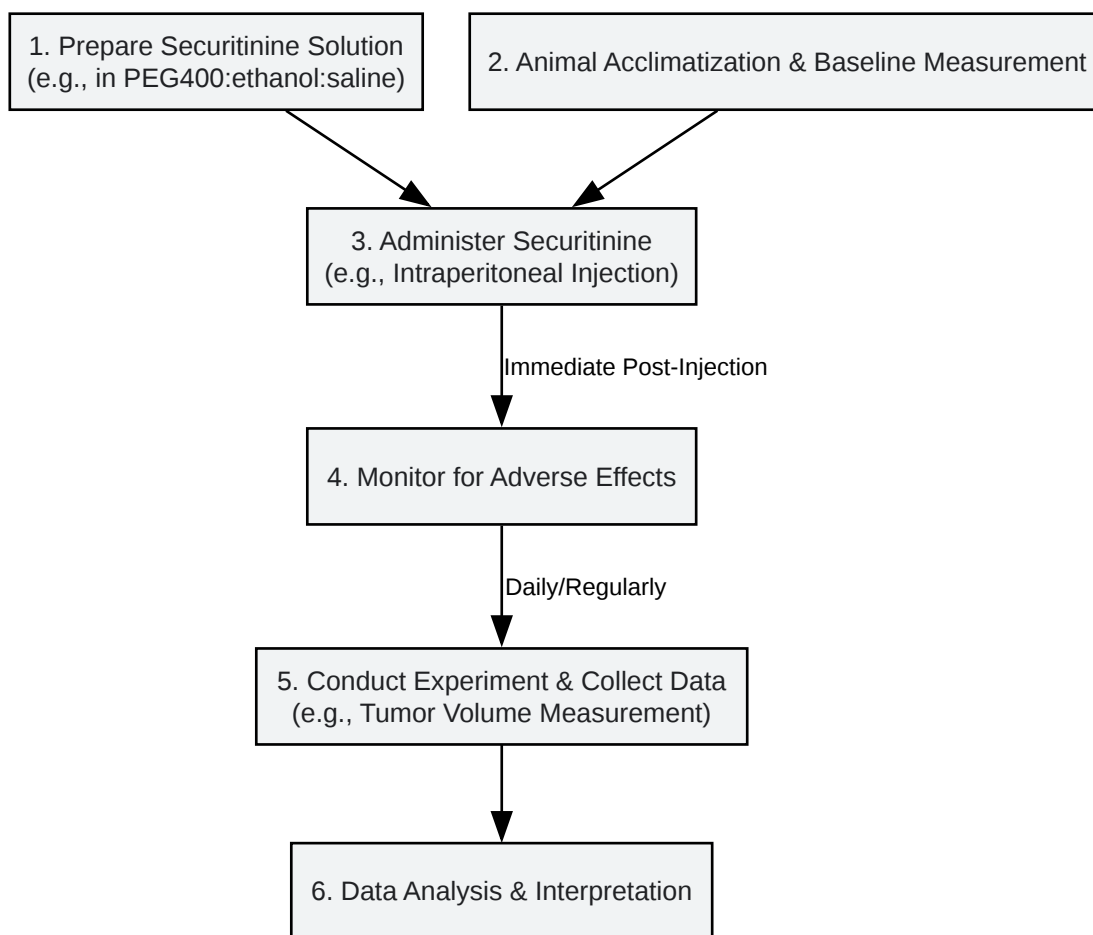 1. Prepare Securitinine Solution
(e.g., in PEG400:ethanol:saline)
2. Animal Acclimatization & Baseline Measurement
3. Administer Securitinine
(e.g., Intraperitoneal Injection)
Immediate Post-Injection
4. Monitor for Adverse Effects
Daily/Regularly
5. Conduct Experiment & Collect Data
(e.g., Tumor Volume Measurement)
6. Data Analysis & Interpretation